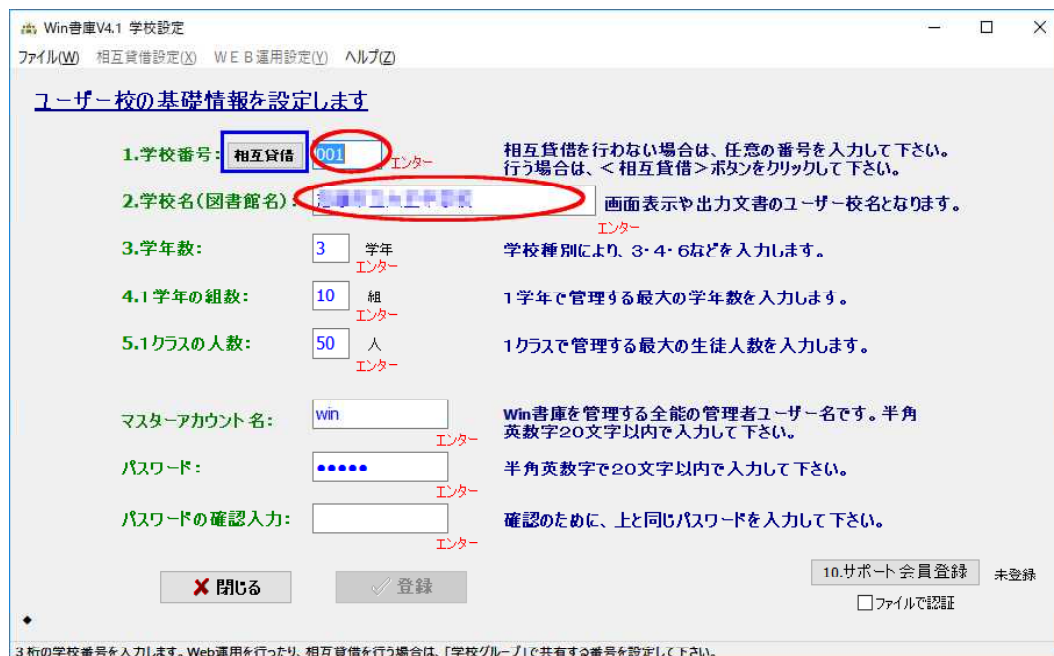 Win書庫V4.1 学校設定
ファイル(W) 相互貸借設定(X) WEB運用設定(Y) ヘルプ(Z)
ユーザー校の基礎情報を設定します
1.学校番号: 相互貸借 001 エンター 相互貸借を行わない場合は、任意の番号を入力して下さい。
行う場合は、<相互貸借>ボタンをクリックして下さい。
2.学校名(図書館名): 画面表示や出力文書のユーザー校名となります。
エンター
3.学年数: 3 学年 学校種別により、3・4・6などを入力します。
エンター
4.1学年の組数: 10 組 1学年で管理する最大の学年数を入力します。
エンター
5.1クラスの人数: 50 人 1クラスで管理する最大の生徒人数を入力します。
エンター
マスターアカウント名: win Win書庫を管理する全能の管理者ユーザー名です。半角
英数字20文字以内で入力して下さい。
エンター
パスワード: ●●●●● 半角英数字で20文字以内で入力して下さい。
エンター
パスワードの確認入力: 確認のために、上と同じパスワードを入力して下さい。
エンター
閉じる 登録 10.サポート会員登録 未登録
ファイルで認証
3桁の学校番号を入力します。Web運用を行ったり、相互貸借を行う場合は、「学校グループ」で共有する番号を設定して下さい。